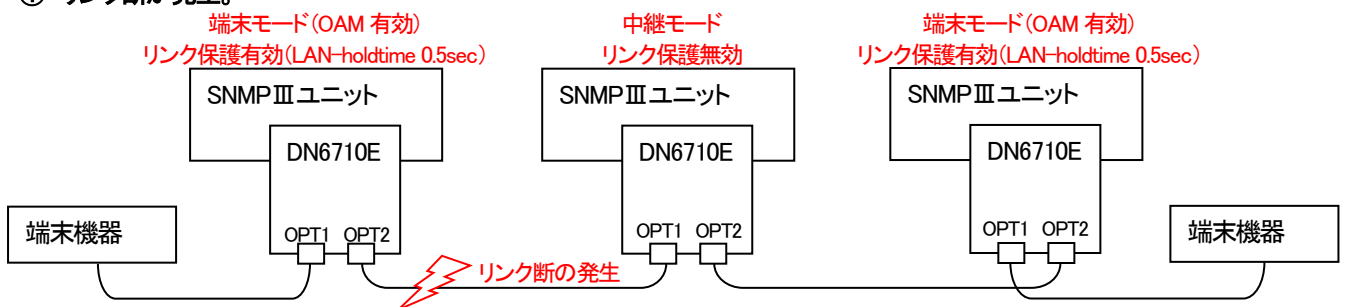 リンク断が発生。
端末モード(OAM 有効)
リンク保護有効(LAN-holdtime 0.5sec)
中継モード
リンク保護無効
端末モード(OAM 有効)
リンク保護有効(LAN-holdtime 0.5sec)
SNMPⅢユニット
SNMPⅢユニット
SNMPⅢユニット
DN6710E
DN6710E
DN6710E
端末機器
OPT1 OPT2
OPT1 OPT2
OPT1 OPT2
端末機器
リンク断の発生